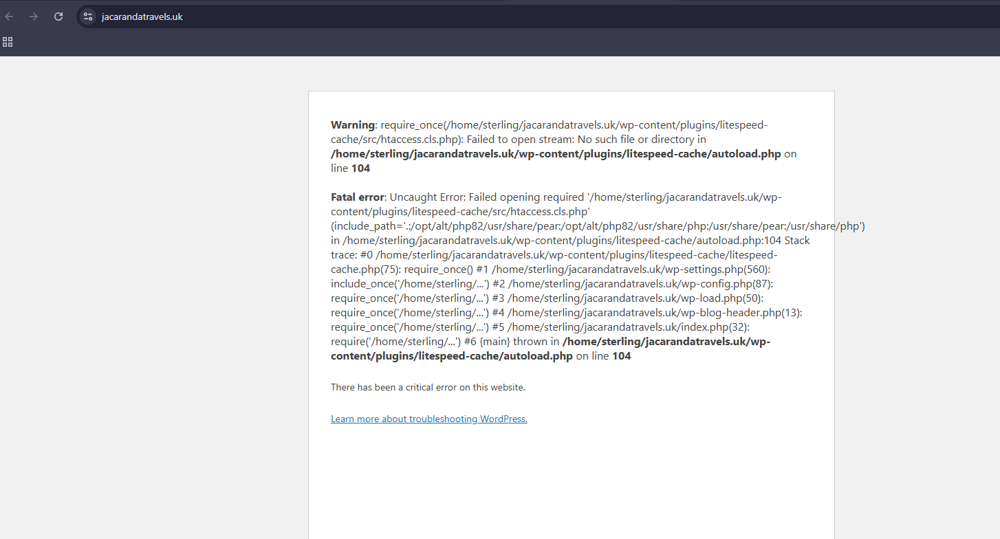 jacarandatravels.uk
Warning: require_once(/home/sterling/jacarandatravels.uk/wp-content/plugins/litespeed-
cache/src/htaccess.cls.php): Failed to open stream: No such file or directory in
/home/sterling/jacarandatravels.uk/wp-content/plugins/litespeed-cache/autoload.php on
line 104
Fatal error: Uncaught Error: Failed opening required '/home/sterling/jacarandatravels.uk/wp-
content/plugins/litespeed-cache/src/htaccess.cls.php'
(include_path='.:/opt/alt/php82/usr/share/pear:/opt/alt/php82/usr/share/php:/usr/share/pear:/usr/share/php')
in /home/sterling/jacarandatravels.uk/wp-content/plugins/litespeed-cache/autoload.php:104 Stack
trace: #0 /home/sterling/jacarandatravels.uk/wp-content/plugins/litespeed-cache/litespeed-
cache.php(75): require_once() #1 /home/sterling/jacarandatravels.uk/wp-settings.php(560):
include_once('/home/sterling/...') #2 /home/sterling/jacarandatravels.uk/wp-config.php(87):
require_once('/home/sterling/...') #3 /home/sterling/jacarandatravels.uk/wp-load.php(50):
require_once('/home/sterling/...') #4 /home/sterling/jacarandatravels.uk/wp-blog-header.php(13):
require_once('/home/sterling/...') #5 /home/sterling/jacarandatravels.uk/index.php(32):
require('/home/sterling/...') #6 {main} thrown in /home/sterling/jacarandatravels.uk/wp-
content/plugins/litespeed-cache/autoload.php on line 104
There has been a critical error on this website.
Learn more about troubleshooting WordPress.